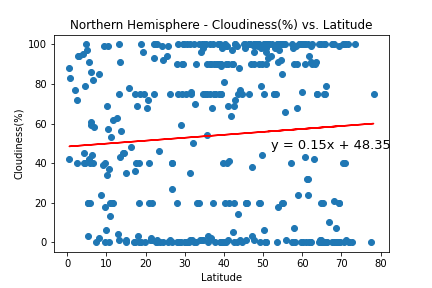 Northern Hemisphere - Cloudiness(%) vs. Latitude
100
80
60
40
20
0
Cloudiness(%)
y = 0.15x + 48.35
0 10 20 30 40 50 60 70 80
Latitude